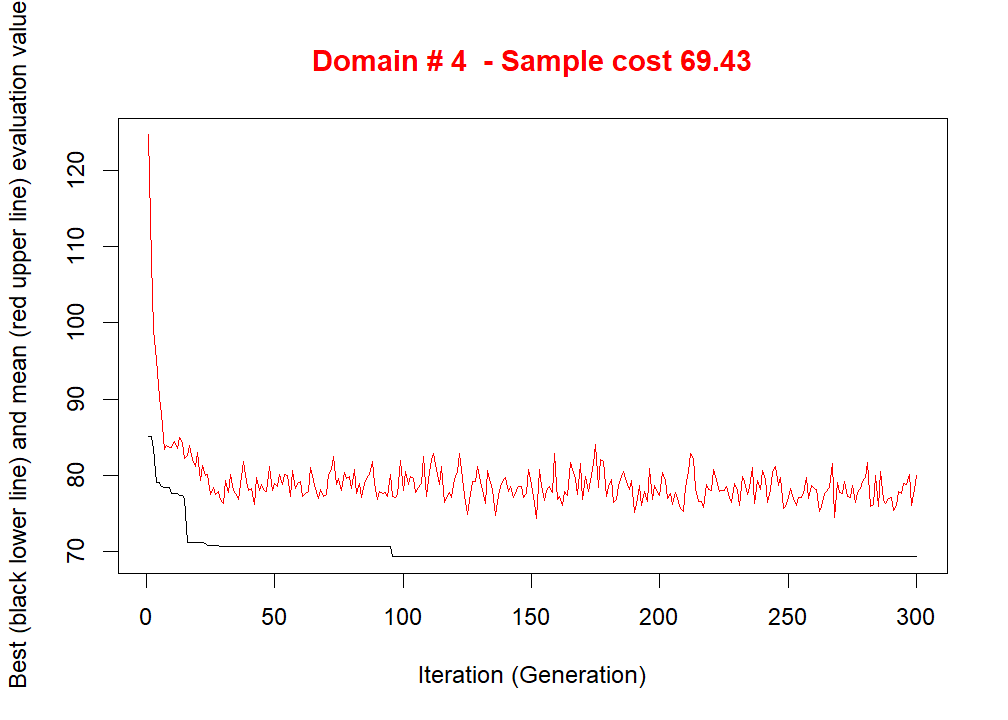 Domain # 4  - Sample cost 69.43
Best (black lower line) and mean (red upper line) evaluation value
120
110
100
90
80
70
0 50 100 150 200 250 300
Iteration (Generation)